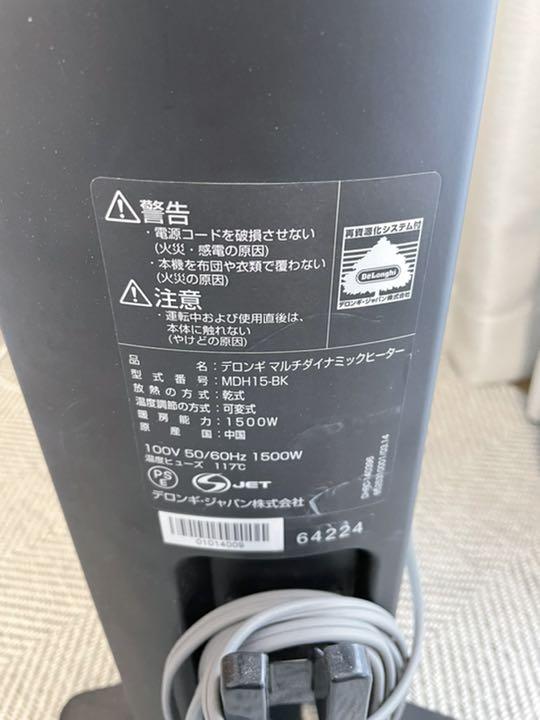 警告
・電源コードを破損させない
(火災・感電の原因)
・本機を布団や衣類で覆わない
(火災の原因)
注意
・運転中および使用直後は、
本体に触れない
(やけどの原因)
再資源化システム付
DeLonghi
デロンギ・ジャパン株式会社
品名：デロンギ マルチダイナミックヒーター
型式番号：MDH15-BK
放熱の方式：乾式
温度調節の方式：可変式
暖房能力：1500W
原産国：中国
100V 50/60Hz 1500W
温度ヒューズ 117℃
PS
E
JET
デロンギ・ジャパン株式会社
01014009
64224